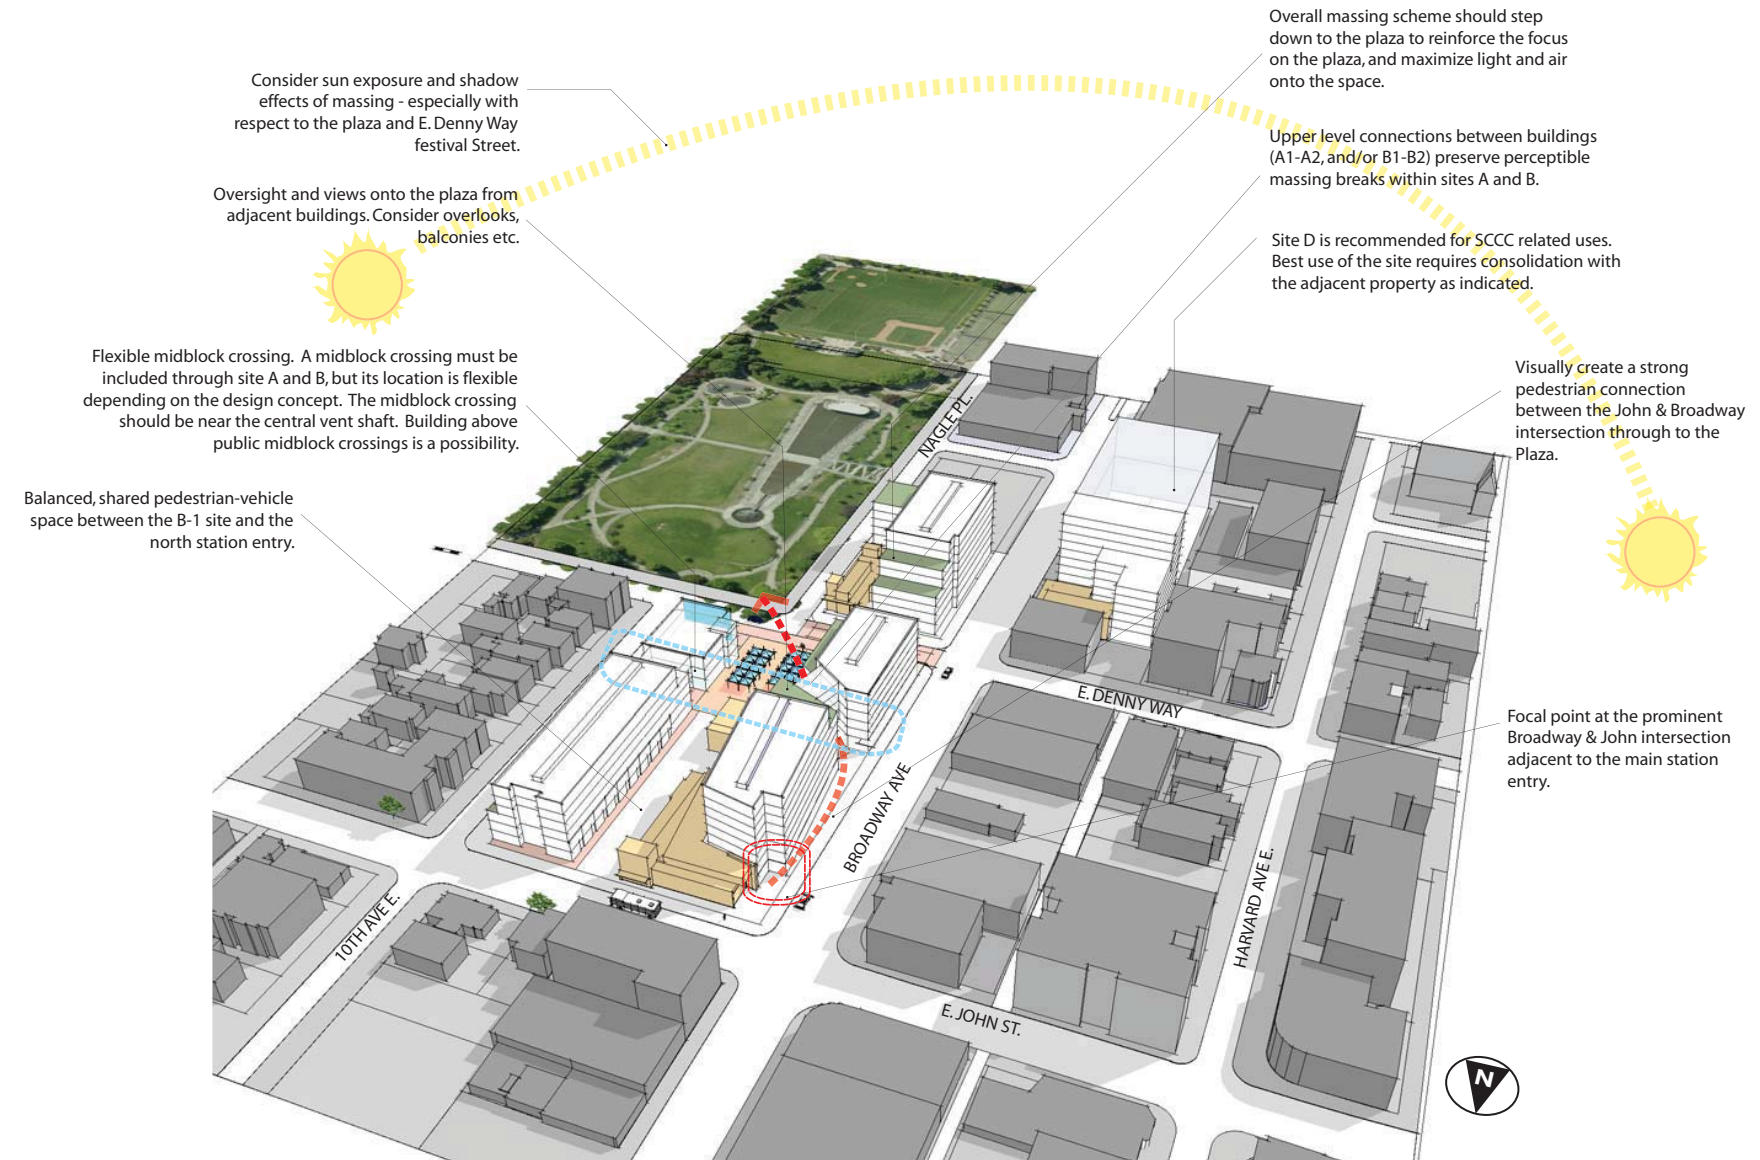 Overall massing scheme should step
down to the plaza to reinforce the focus
on the plaza, and maximize light and air
onto the space.
Consider sun exposure and shadow
effects of massing - especially with
respect to the plaza and E. Denny Way
festival Street.
Upper level connections between buildings
(A1-A2, and/or B1-B2) preserve perceptible
massing breaks within sites A and B.
Oversight and views onto the plaza from
adjacent buildings. Consider overlooks,
balconies etc.
Site D is recommended for SCCC related uses.
Best use of the site requires consolidation with
the adjacent property as indicated.
Flexible midblock crossing. A midblock crossing must be
included through site A and B, but its location is flexible
depending on the design concept. The midblock crossing
should be near the central vent shaft. Building above
public midblock crossings is a possibility.
Visually create a strong
pedestrian connection
between the John & Broadway
intersection through to the
Plaza.
NAGLE PL.
Balanced, shared pedestrian-vehicle
space between the B-1 site and the
north station entry.
E. DENNY WAY
Focal point at the prominent
Broadway & John intersection
adjacent to the main station
entry.
BROADWAY AVE
10TH AVE E.
HARVARD AVE E.
E. JOHN ST.
N